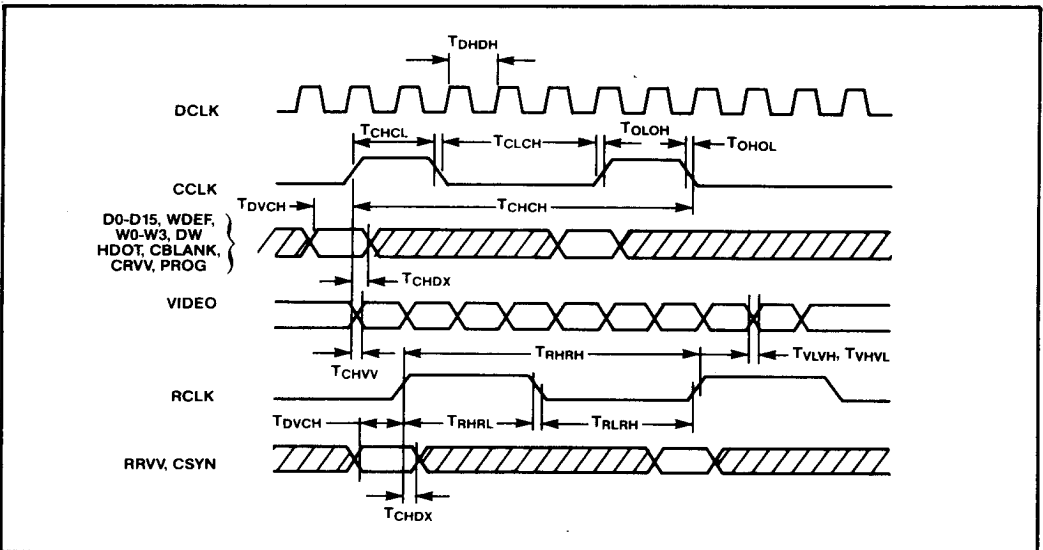 TDHDH
DCLK
TCHCL
TCLCH
TOLOH
TOHOL
CCLK
TDVCH
TCHCH
D0-D15, WDEF,
W0-W3, DW
HDOT, CBLANK,
CRVV, PROG
TCHDX
VIDEO
TRHRH
TVLVH, TVHVL
TCHVV
RCLK
TDVCH
TRHRL
TRLRH
RRVV, CSYN
TCHDX